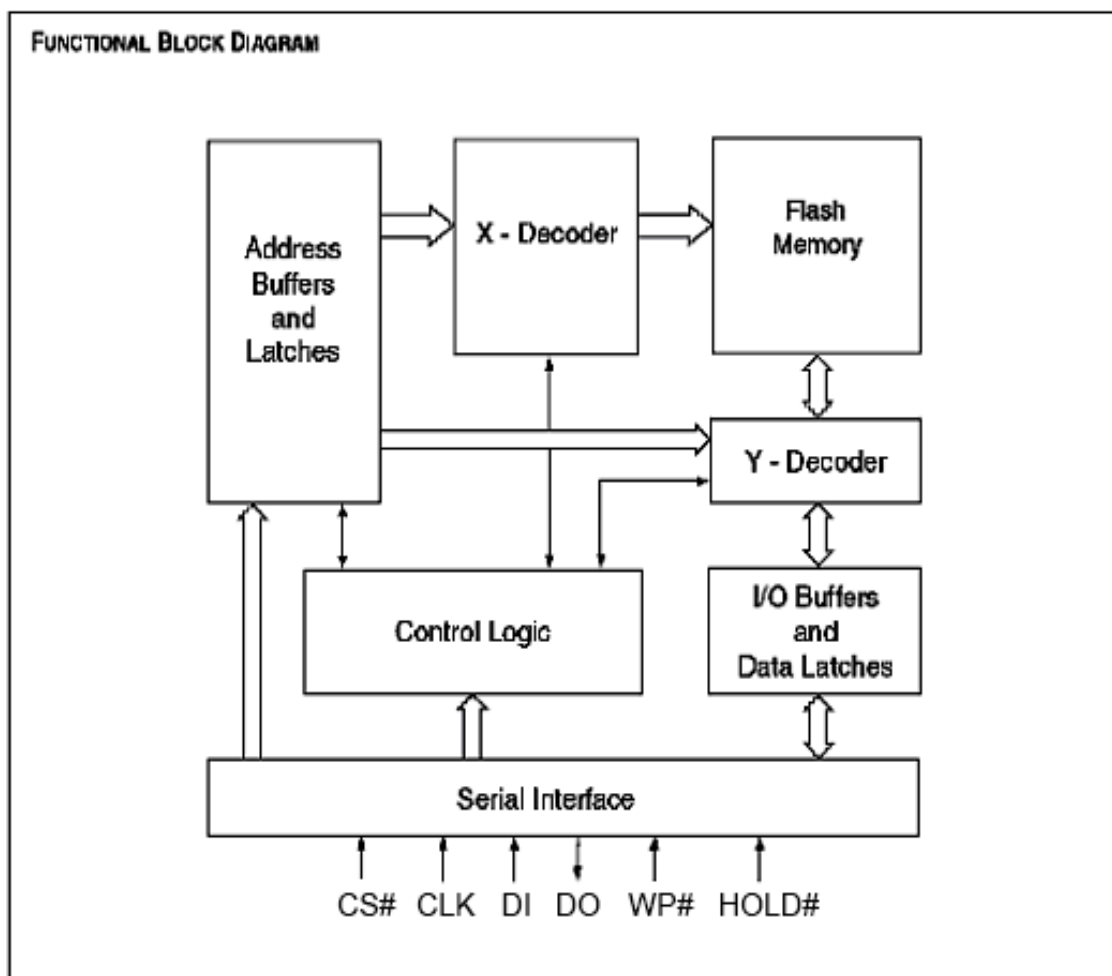 FUNCTIONAL BLOCK DIAGRAM
Address
Buffers
and
Latches
X - Decoder
Flash
Memory
Y - Decoder
Control Logic
I/O Buffers
and
Data Latches
Serial Interface
CS# CLK DI DO WP# HOLD#